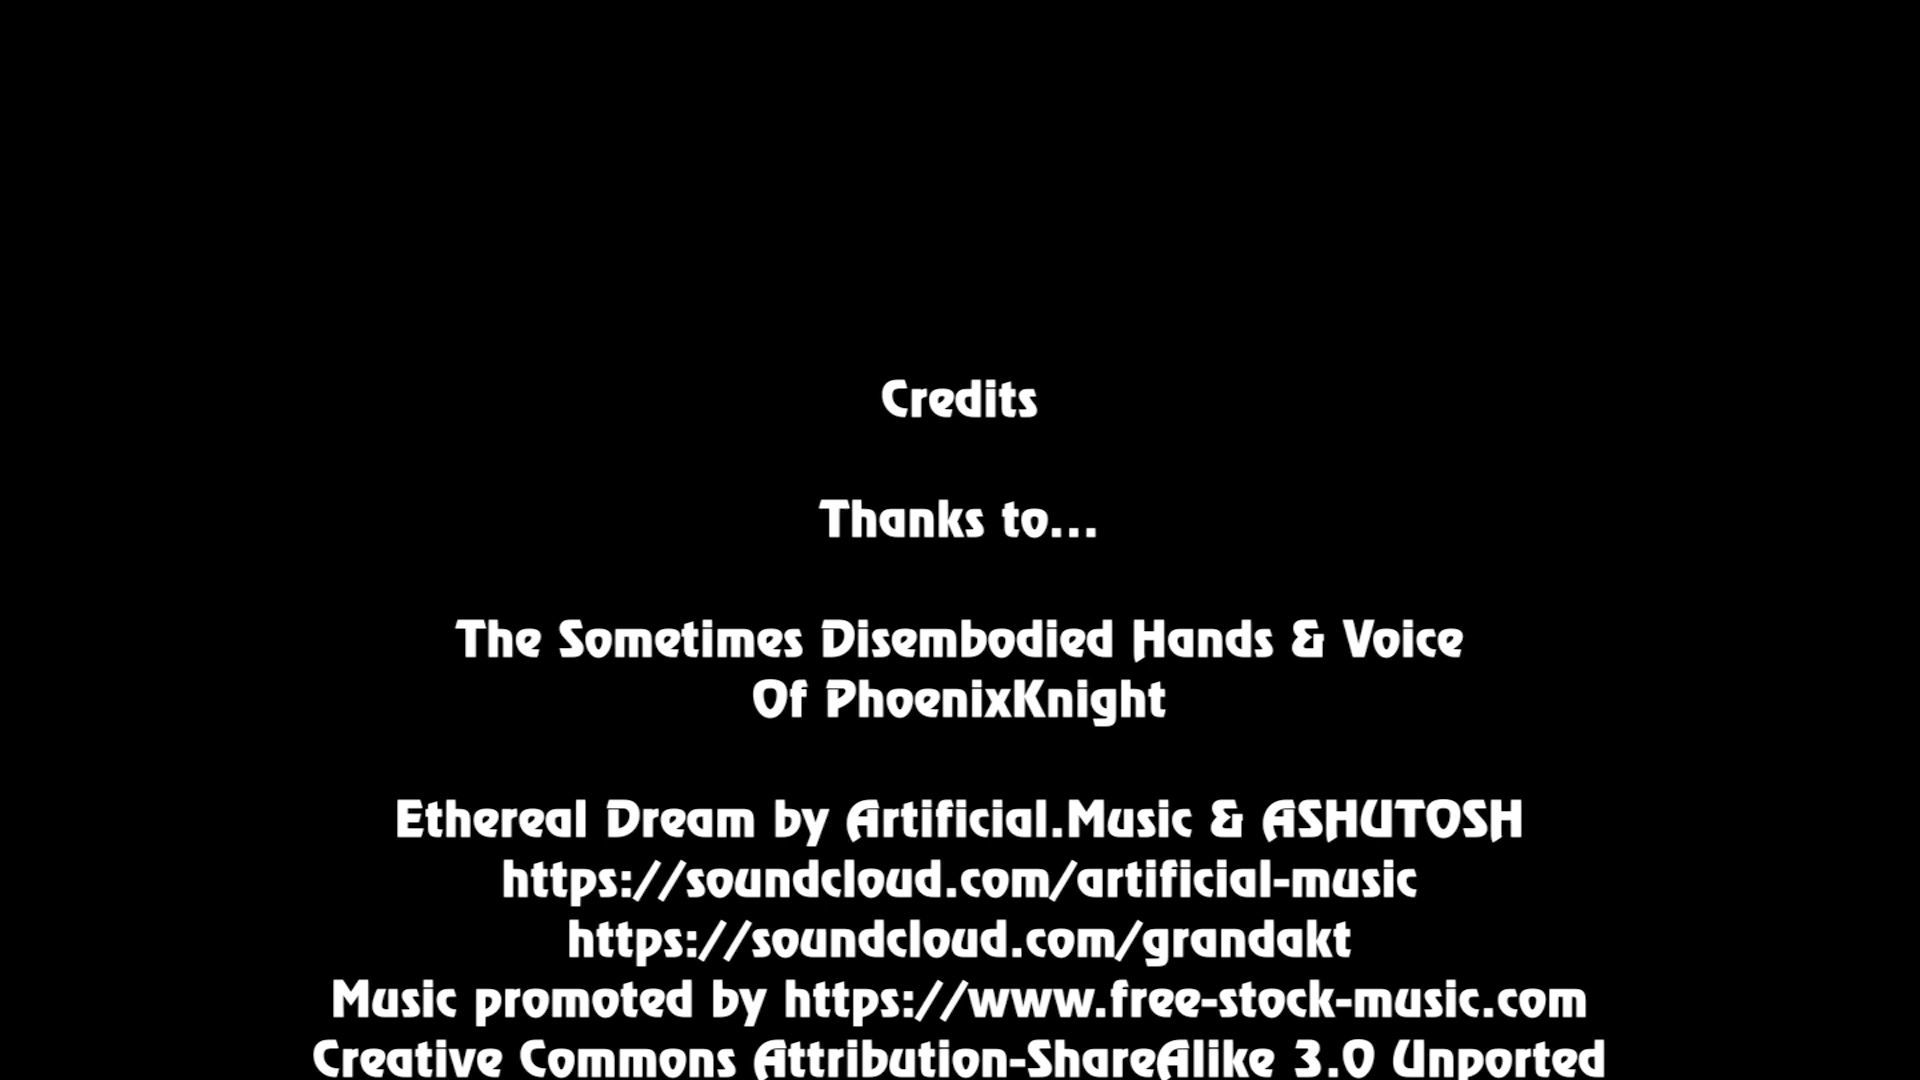 Credits
Thanks to...
The Sometimes Disembodied Hands & Voice
Of PhoenixKnight
Ethereal Dream by Artificial.Music & ASHUTOSH
https://soundcloud.com/artificial-music
https://soundcloud.com/grandakt
Music promoted by https://www.free-stock-music.com
Creative Commons Attribution-ShareAlike 3.0 Unported